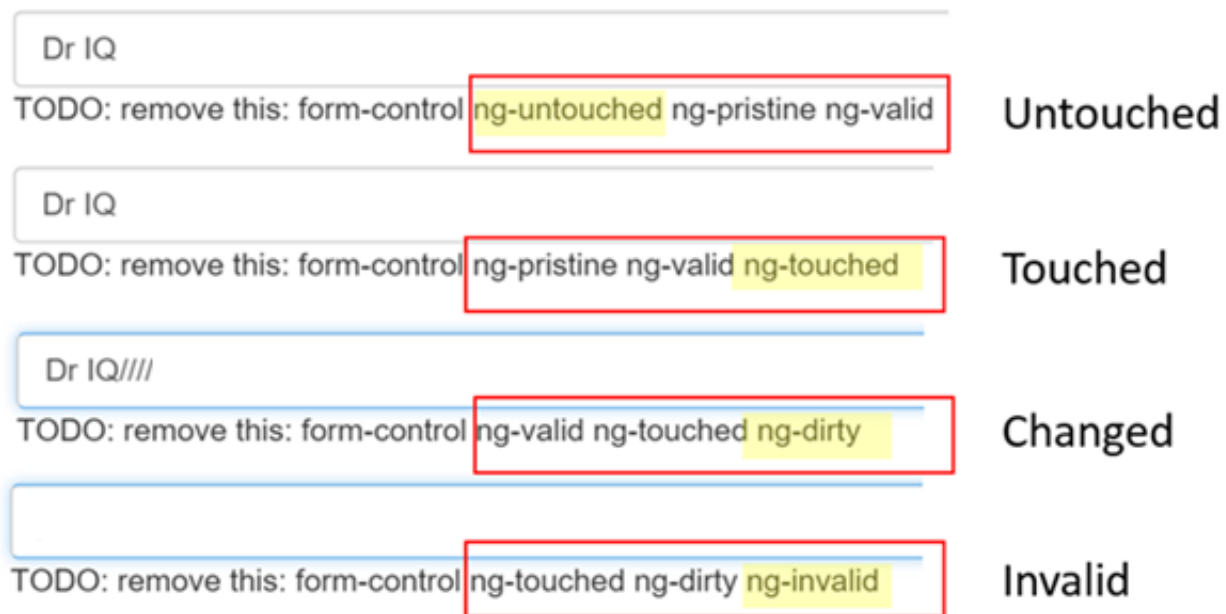 Dr IQ
TODO: remove this: form-control ng-untouched ng-pristine ng-valid Untouched
Dr IQ
TODO: remove this: form-control ng-pristine ng-valid ng-touched Touched
Dr IQ////
TODO: remove this: form-control ng-valid ng-touched ng-dirty Changed
TODO: remove this: form-control ng-touched ng-dirty ng-invalid Invalid